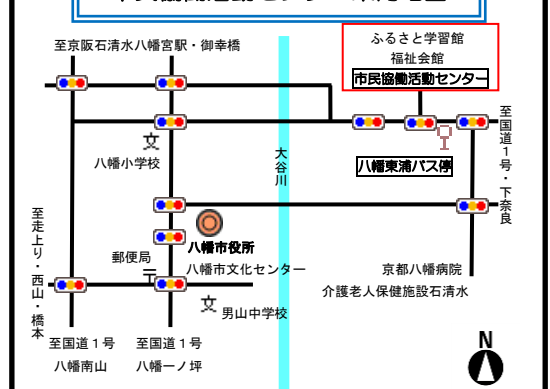 至京阪石清水八幡宮駅・御幸橋
ふるさと学習館
福祉会館
市民協働活動センター
至国道１号・下奈良
文
八幡小学校
大谷川
八幡東浦バス停
至走上り・西山・橋本
八幡市役所
郵便局
〒
八幡市文化センター
京都八幡病院
介護老人保健施設石清水
文
男山中学校
至国道１号
八幡南山
至国道１号
八幡一ノ坪
N